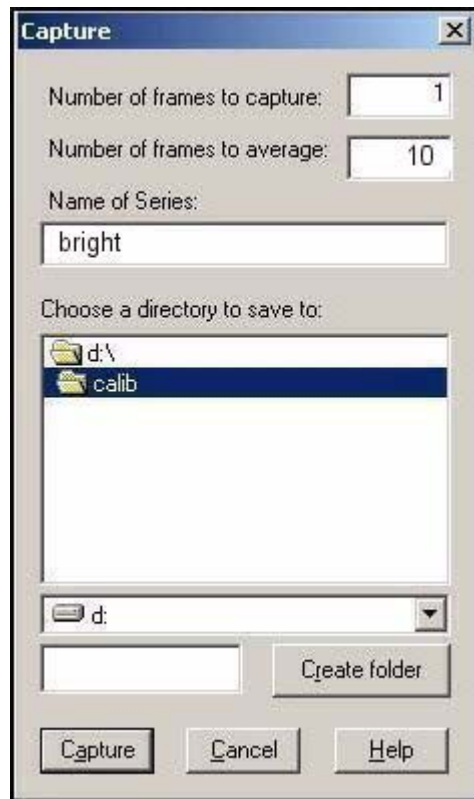 Capture
Number of frames to capture: 1
Number of frames to average: 10
Name of Series:
bright
Choose a directory to save to:
d:\
calib
d:
Create folder
Capture Cancel Help